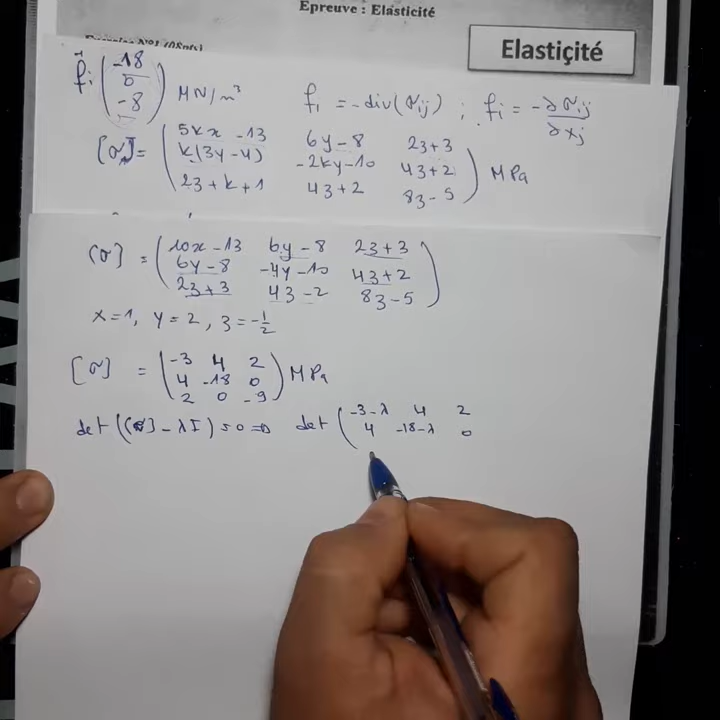 Epreuve : Elasticité
Elastiçité
f⃗i (-18 0 -8) MN/m³ f₁ = -div(σij) ; fi = -∂σij/∂xj
[σ] = (5kx -13 6y -8 2z+3
k(3y-4) -2ky-10 4z+2
2z+k+1 4z+2 8z-5) MPa
[σ] = (10x-13 6y-8 2z+3
6y-8 -4y-10 4z+2
2z+3 4z-2 8z-5)
x=1, y=2, z=-1/2
[σ] = (-3 4 2
4 -18 0
2 0 -9) MPa
det([σ] - λI) = 0 => det (-3-λ 4 2
4 -18-λ 0